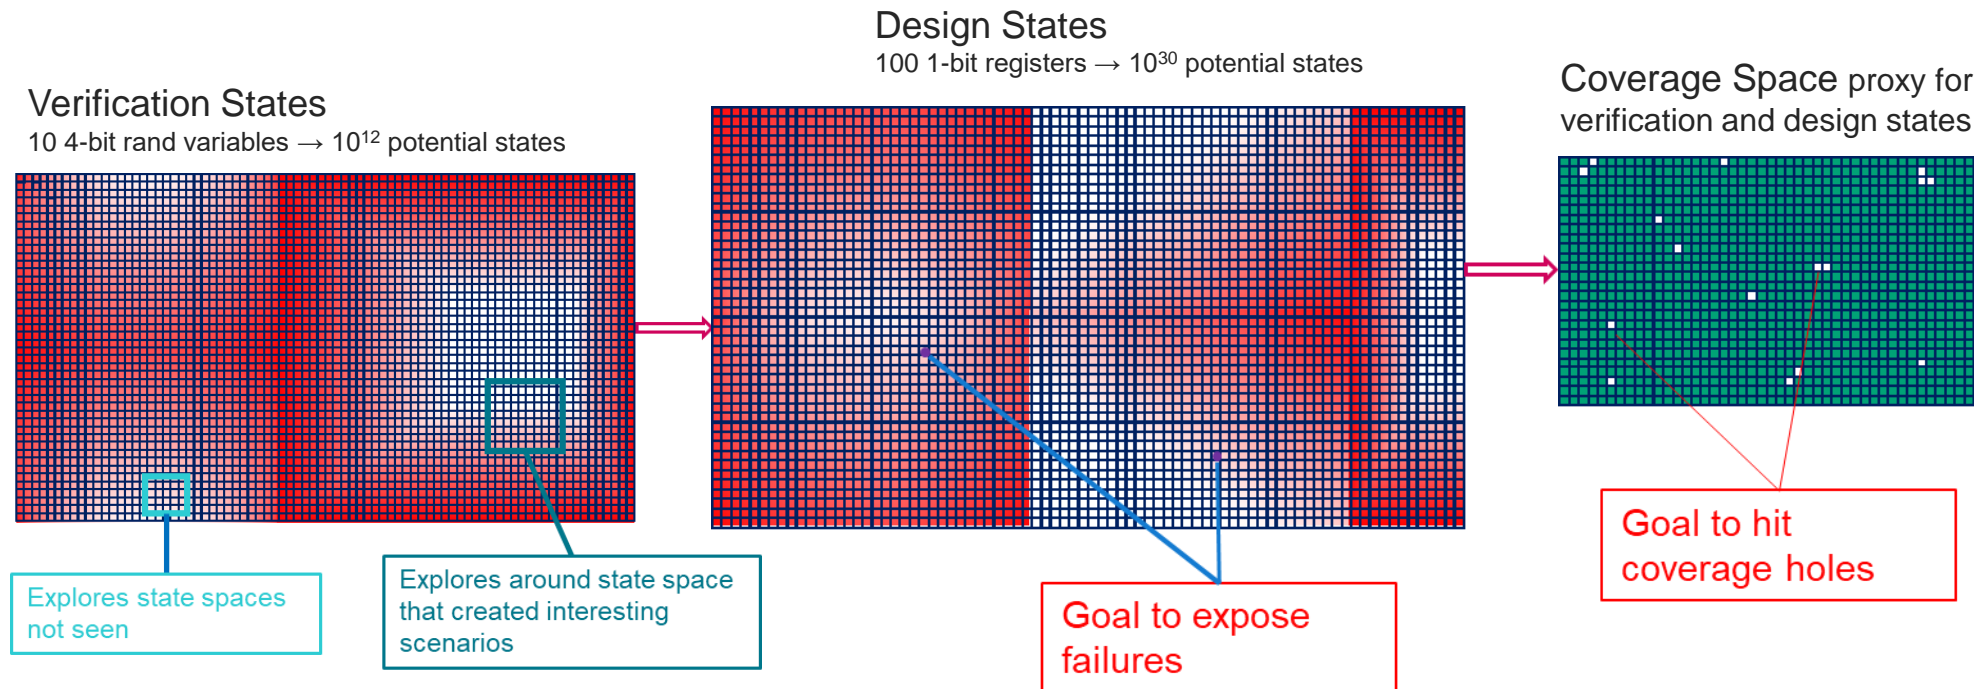 Verification States
10 4-bit rand variables → 10¹² potential states
Explores state spaces
not seen
Explores around state space
that created interesting
scenarios
Design States
100 1-bit registers → 10³⁰ potential states
Goal to expose
failures
Coverage Space proxy for
verification and design states
Goal to hit
coverage holes